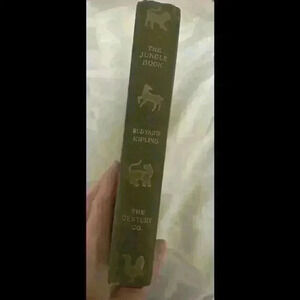 THE
JUNGLE
BOOK
RUDYARD
KIPLING
THE
CENTURY
CO.